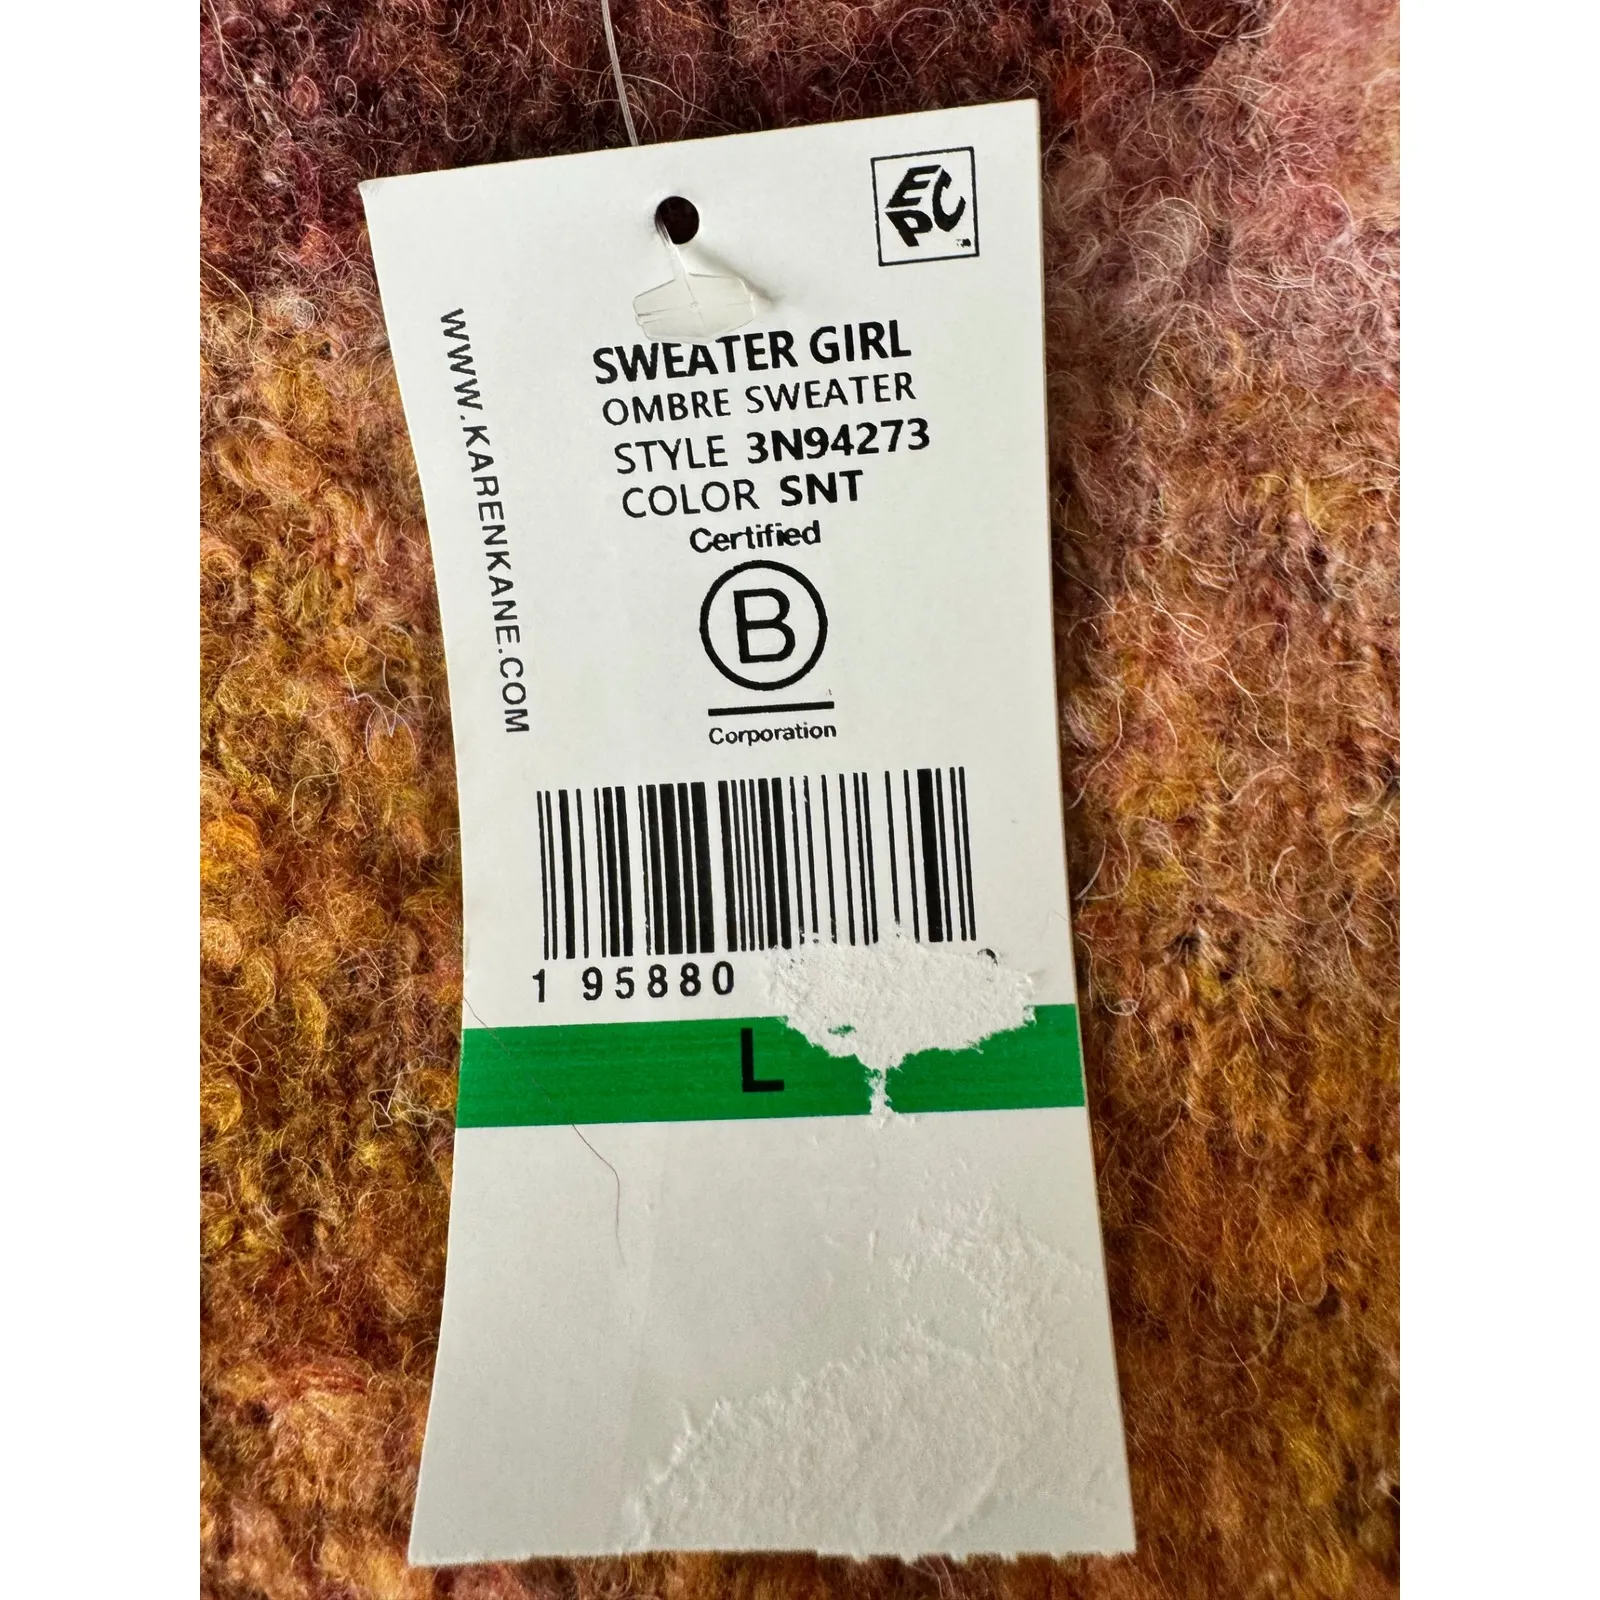 EPC
SWEATER GIRL
OMBRE SWEATER
STYLE 3N94273
COLOR SNT
Certified
B
Corporation
WWW.KARENKANE.COM
1 95880
L